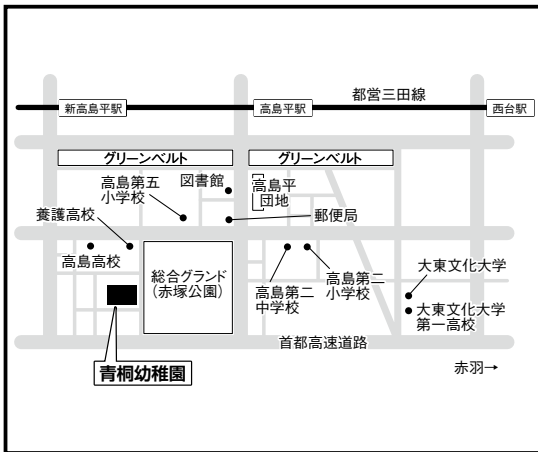 都営三田線
新高島平駅
高島平駅
西台駅
グリーンベルト
グリーンベルト
高島第五
小学校
図書館
高島平
団地
養護高校
郵便局
高島高校
総合グランド
(赤塚公園)
高島第二
中学校
高島第二
小学校
大東文化大学
大東文化大学
第一高校
首都高速道路
青桐幼稚園
赤羽→